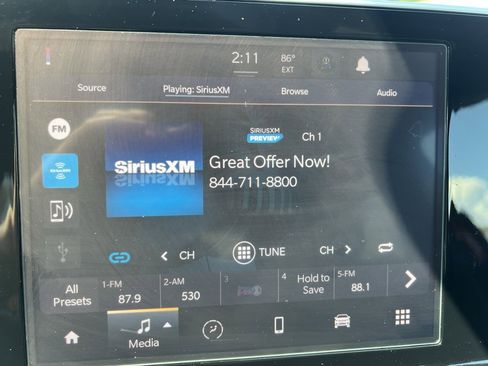 2:11 86° EXT
Source Playing: SiriusXM Browse Audio
FM
SIRIUSXM PREVIEW Ch 1
SiriusXM
Great Offer Now!
844-711-8800
SiriusXM
CH TUNE CH
All Presets
1-FM 87.9
2-AM 530
3
4 Hold to Save
5-FM 88.1
Media